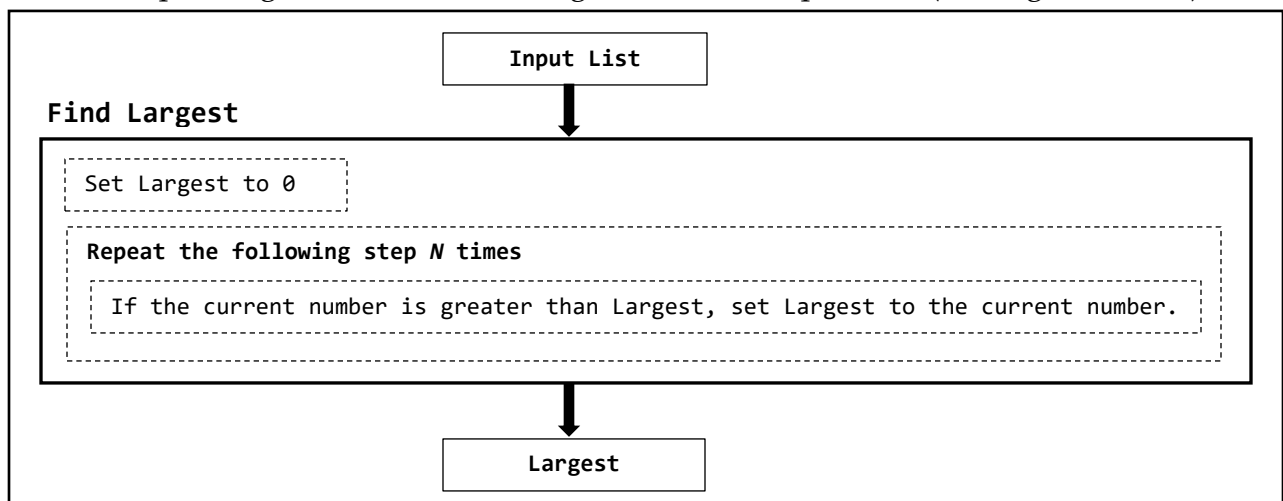 Input List
Find Largest
Set Largest to 0
Repeat the following step N times
If the current number is greater than Largest, set Largest to the current number.
Largest